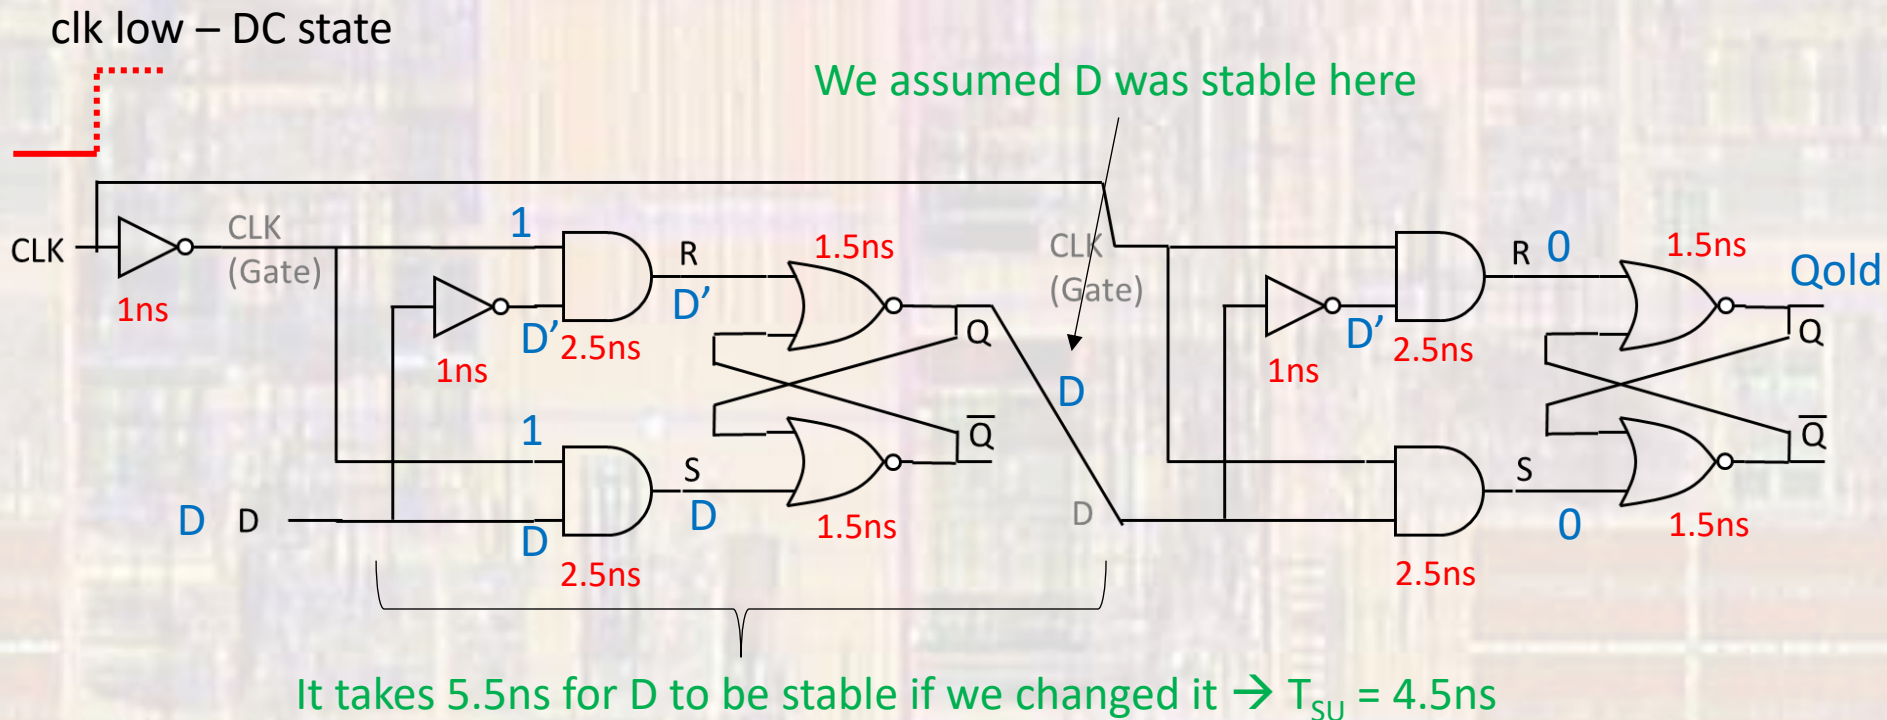 clk low – DC state
We assumed D was stable here
CLK
1ns
CLK
(Gate)
1
D’
2.5ns
1ns
R
D’
1.5ns
Q
1
D
D
D
2.5ns
S
D
1.5ns
Q
D
CLK
(Gate)
D
1ns
D’
2.5ns
R 0
1.5ns
Qold
Q
2.5ns
S
0
1.5ns
Q
It takes 5.5ns for D to be stable if we changed it → TSU = 4.5ns